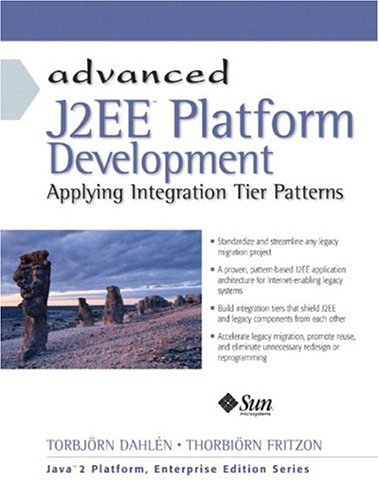 advanced
J2EE™ Platform
Development
Applying Integration Tier Patterns
• Standardize and streamline any legacy
migration project
• A proven, pattern-based J2EE application
architecture for Internet-enabling legacy
systems
• Build integration tiers that shield J2EE
and legacy components from each other
• Accelerate legacy migration, promote reuse,
and eliminate unnecessary redesign or
reprogramming
Sun
microsystems
TORBJÖRN DAHLÉN • THORBIÖRN FRITZON
Java™ 2 Platform, Enterprise Edition Series